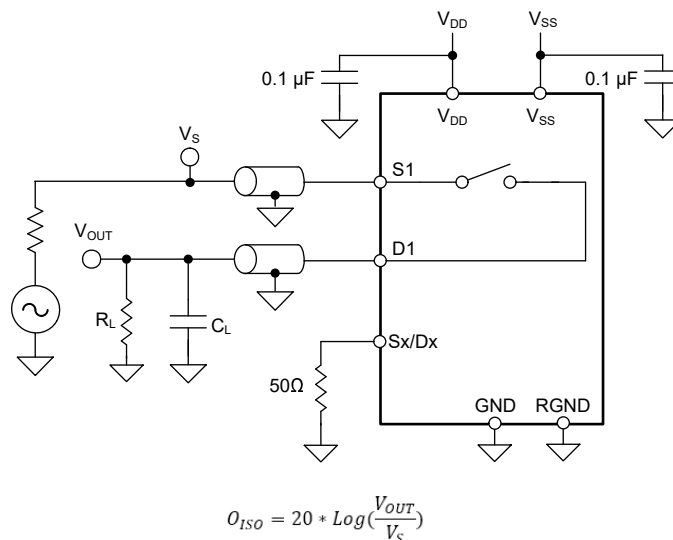 V_DD V_SS
0.1 µF 0.1 µF
V_DD V_SS
V_S
S1
V_OUT
D1
R_L C_L
Sx/Dx
50Ω
GND RGND
O_ISO = 20 * Log(V_OUT/V_S)